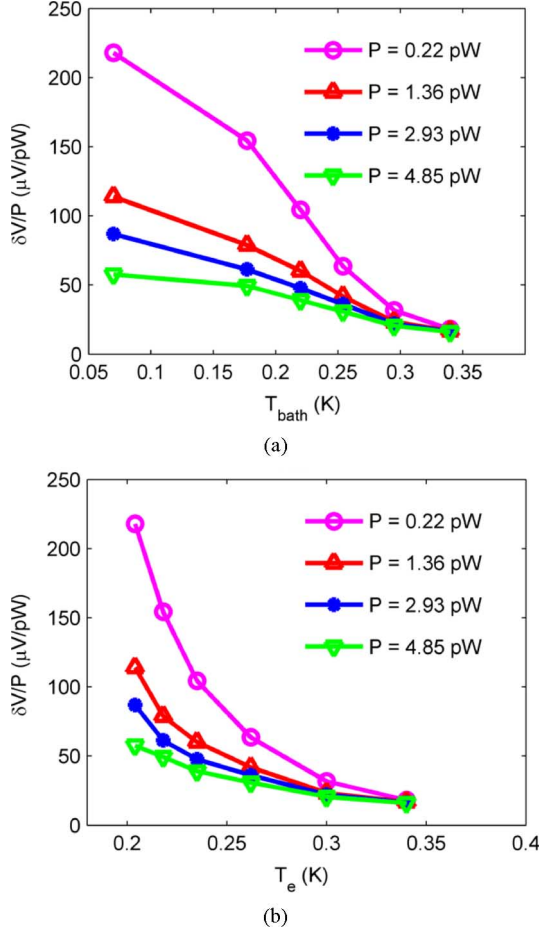 250
200
150
100
50
0
δV/P (μV/pW)
P = 0.22 pW
P = 1.36 pW
P = 2.93 pW
P = 4.85 pW
0.05 0.1 0.15 0.2 0.25 0.3 0.35
T_bath (K)
(a)
250
200
150
100
50
0
δV/P (μV/pW)
P = 0.22 pW
P = 1.36 pW
P = 2.93 pW
P = 4.85 pW
0.2 0.25 0.3 0.35 0.4
T_e (K)
(b)